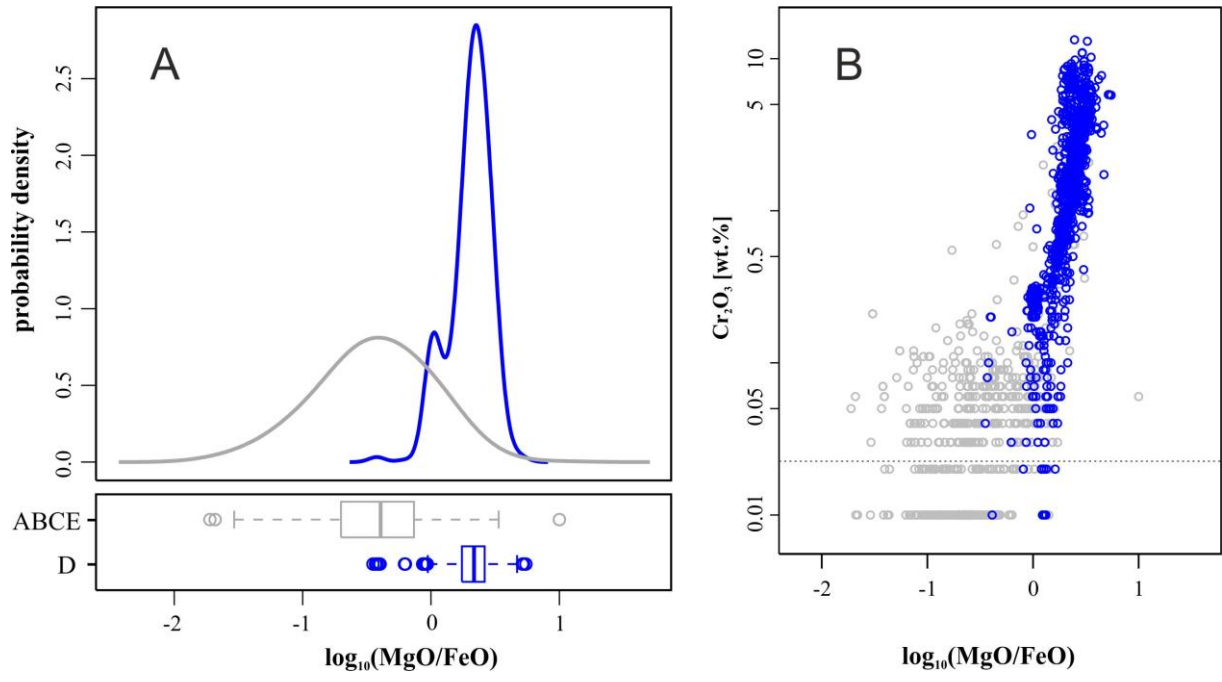 A
probability density
0.0
0.5
1.0
1.5
2.0
2.5
ABCE
D
-2
-1
0
1
log₁₀(MgO/FeO)
B
Cr₂O₃ [wt.%]
10
5
0.5
0.05
0.01
-2
-1
0
1
log₁₀(MgO/FeO)